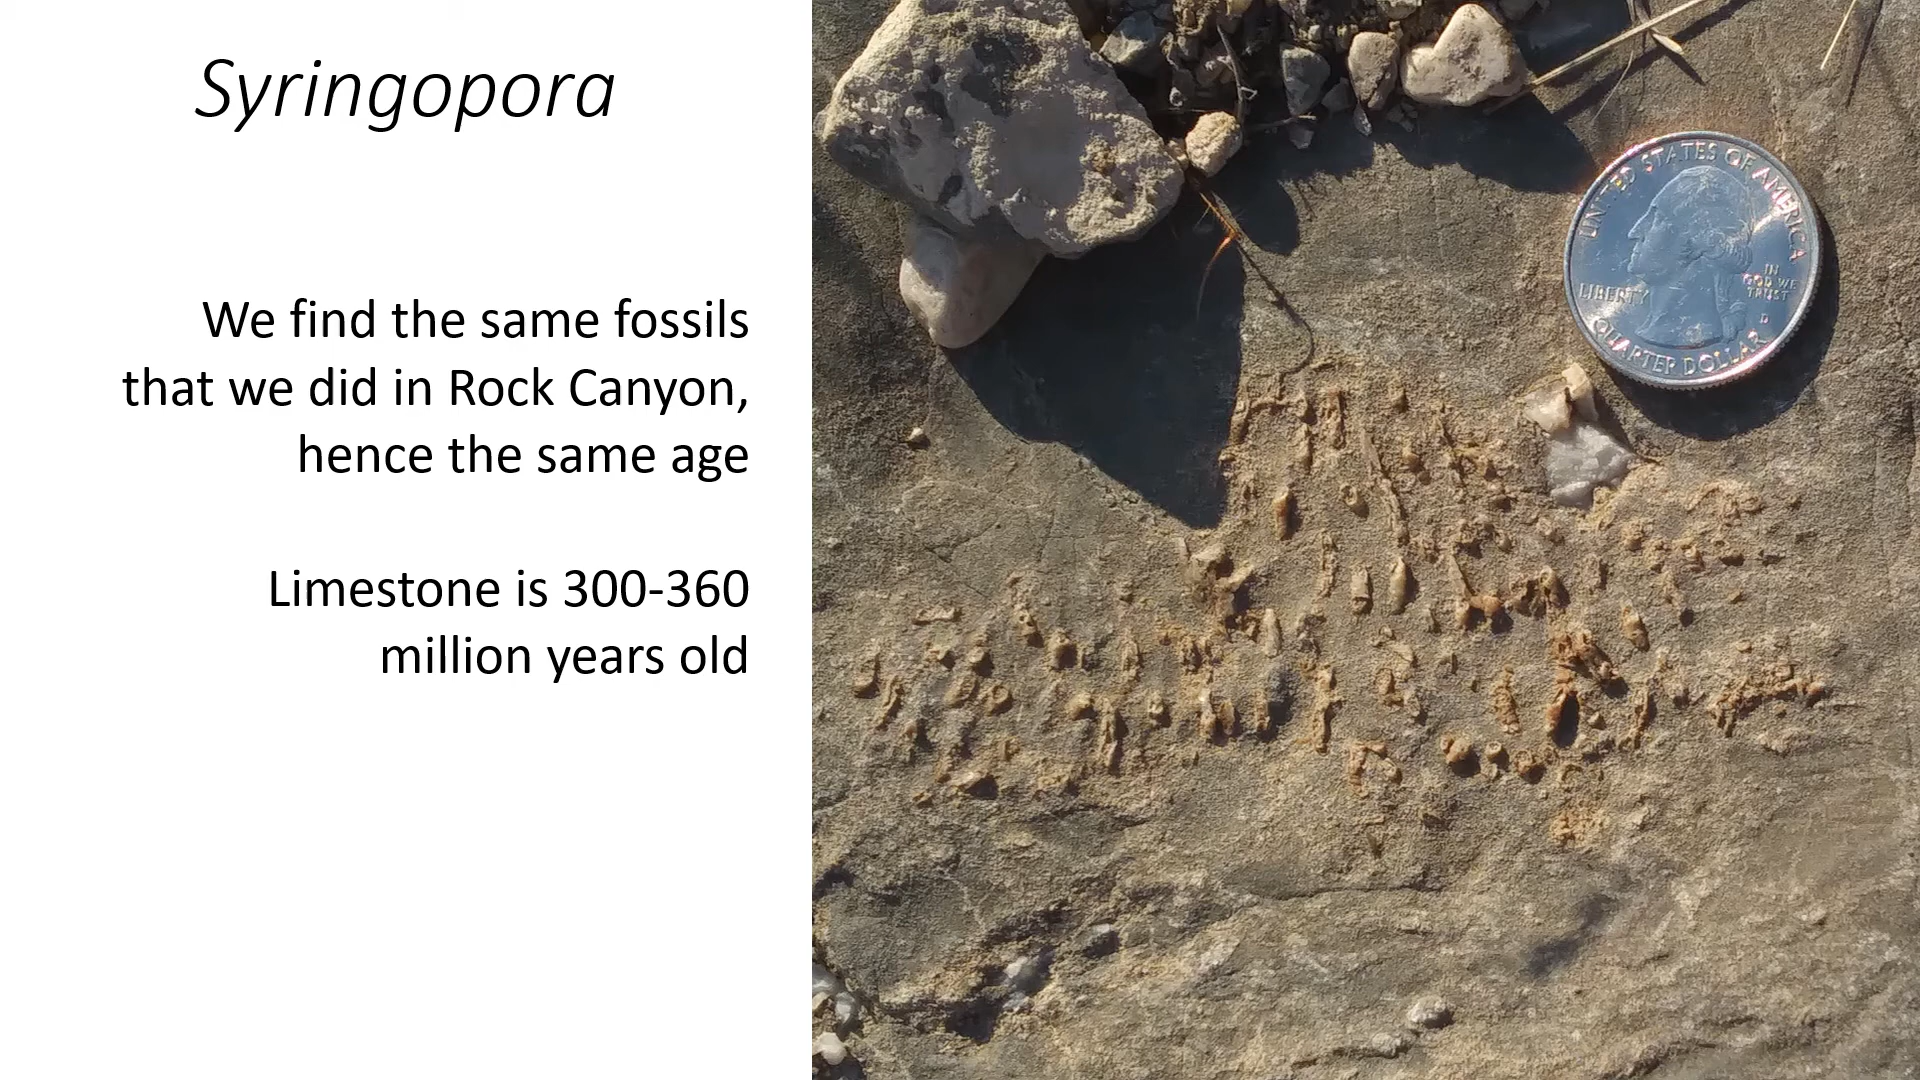 Syringopora
We find the same fossils
that we did in Rock Canyon,
hence the same age
Limestone is 300-360
million years old
UNITED STATES OF AMERICA
LIBERTY
IN
GOD WE
TRUST
D
QUARTER DOLLAR